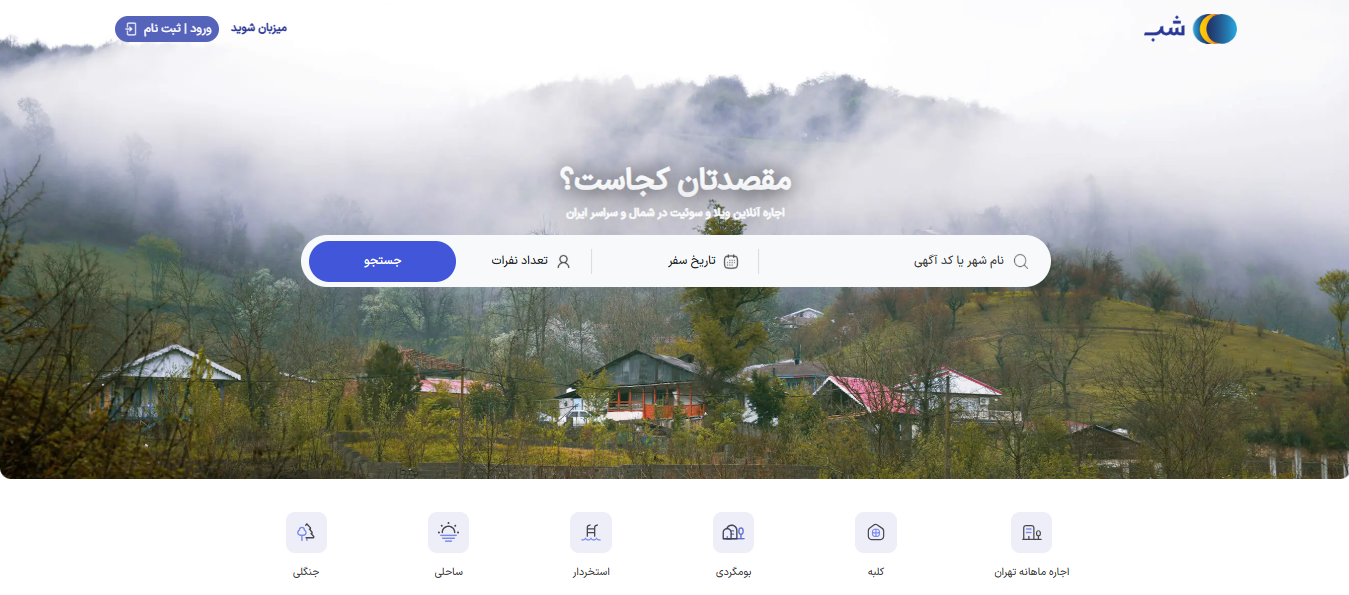 شب
میزبان شوید
ورود | ثبت نام
مقصدتان کجاست؟
اجاره آنلاین ویلا و سوئیت در شمال و سراسر ایران
نام شهر یا کد آگهی
تاریخ سفر
تعداد نفرات
جستجو
اجاره ماهانه تهران
کلبه
بومگردی
استخردار
ساحلی
جنگلی